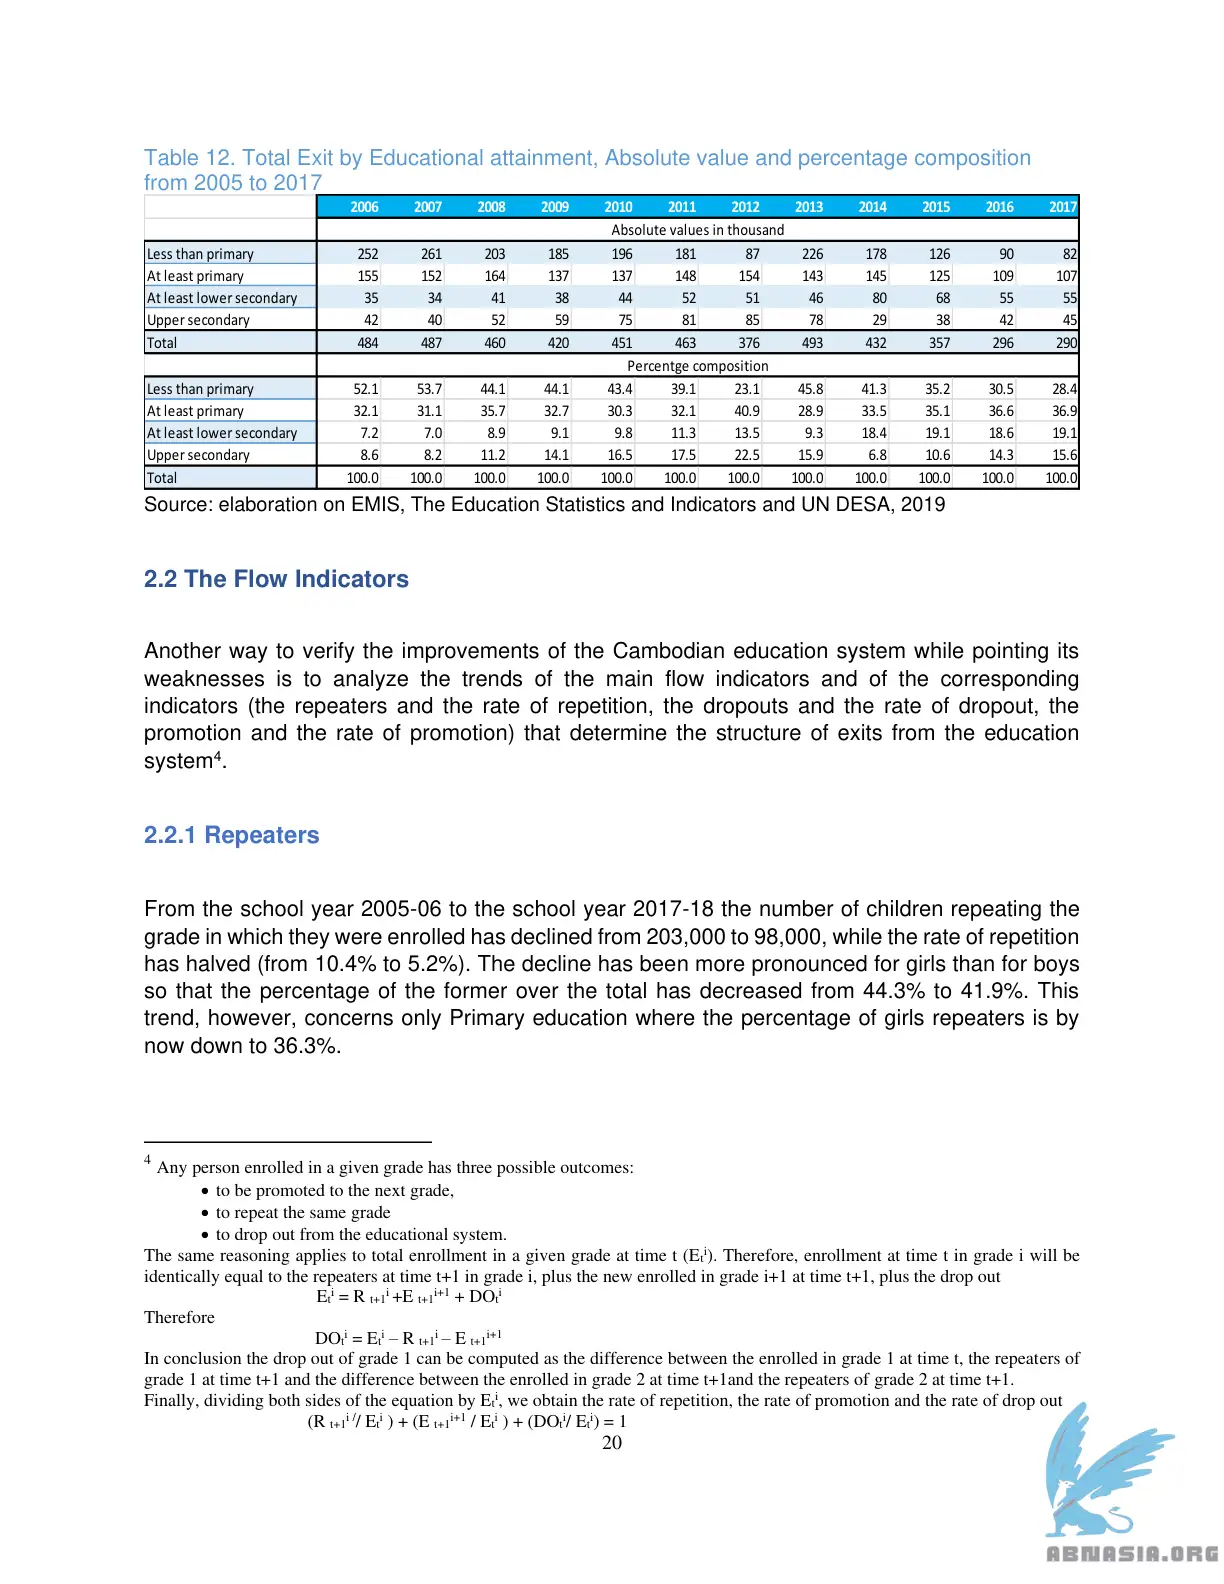 Table 12. Total Exit by Educational attainment, Absolute value and percentage composition
from 2005 to 2017
2006 2007 2008 2009 2010 2011 2012 2013 2014 2015 2016 2017
Absolute values in thousand
Less than primary 252 261 203 185 196 181 87 226 178 126 90 82
At least primary 155 152 164 137 137 148 154 143 145 125 109 107
At least lower secondary 35 34 41 38 44 52 51 46 80 68 55 55
Upper secondary 42 40 52 59 75 81 85 78 29 38 42 45
Total 484 487 460 420 451 463 376 493 432 357 296 290
Percentge composition
Less than primary 52.1 53.7 44.1 44.1 43.4 39.1 23.1 45.8 41.3 35.2 30.5 28.4
At least primary 32.1 31.1 35.7 32.7 30.3 32.1 40.9 28.9 33.5 35.1 36.6 36.9
At least lower secondary 7.2 7.0 8.9 9.1 9.8 11.3 13.5 9.3 18.4 19.1 18.6 19.1
Upper secondary 8.6 8.2 11.2 14.1 16.5 17.5 22.5 15.9 6.8 10.6 14.3 15.6
Total 100.0 100.0 100.0 100.0 100.0 100.0 100.0 100.0 100.0 100.0 100.0 100.0
Source: elaboration on EMIS, The Education Statistics and Indicators and UN DESA, 2019
2.2 The Flow Indicators
Another way to verify the improvements of the Cambodian education system while pointing its
weaknesses is to analyze the trends of the main flow indicators and of the corresponding
indicators (the repeaters and the rate of repetition, the dropouts and the rate of dropout, the
promotion and the rate of promotion) that determine the structure of exits from the education
system⁴.
2.2.1 Repeaters
From the school year 2005-06 to the school year 2017-18 the number of children repeating the
grade in which they were enrolled has declined from 203,000 to 98,000, while the rate of repetition
has halved (from 10.4% to 5.2%). The decline has been more pronounced for girls than for boys
so that the percentage of the former over the total has decreased from 44.3% to 41.9%. This
trend, however, concerns only Primary education where the percentage of girls repeaters is by
now down to 36.3%.
⁴ Any person enrolled in a given grade has three possible outcomes:
• to be promoted to the next grade,
• to repeat the same grade
• to drop out from the educational system.
The same reasoning applies to total enrollment in a given grade at time t (Eₜⁱ). Therefore, enrollment at time t in grade i will be
identically equal to the repeaters at time t+1 in grade i, plus the new enrolled in grade i+1 at time t+1, plus the drop out
Eₜⁱ = R ₜ₊₁ⁱ +E ₜ₊₁ⁱ⁺¹ + DOₜⁱ
Therefore
DOₜⁱ = Eₜⁱ – R ₜ₊₁ⁱ – E ₜ₊₁ⁱ⁺¹
In conclusion the drop out of grade 1 can be computed as the difference between the enrolled in grade 1 at time t, the repeaters of
grade 1 at time t+1 and the difference between the enrolled in grade 2 at time t+1and the repeaters of grade 2 at time t+1.
Finally, dividing both sides of the equation by Eₜⁱ, we obtain the rate of repetition, the rate of promotion and the rate of drop out
(R ₜ₊₁ⁱ // Eₜⁱ ) + (E ₜ₊₁ⁱ⁺¹ / Eₜⁱ ) + (DOₜⁱ/ Eₜⁱ) = 1
20
ABNASIA.ORG